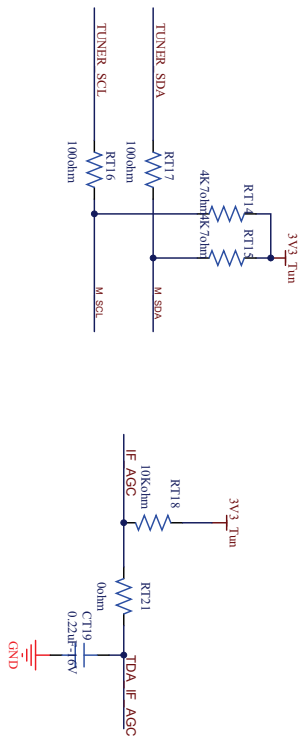 TUNER_SCL
TUNER_SDA
RT16
100ohm
RT17
100ohm
RT14
4K7ohm
RT15
4K7ohm
3V3_Tun
M_SCL
M_SDA
IF_AGC
RT18
10Kohm
3V3_Tun
RT21
0ohm
CT19
0.22uF-16V
GND
TDA_IF_AGC